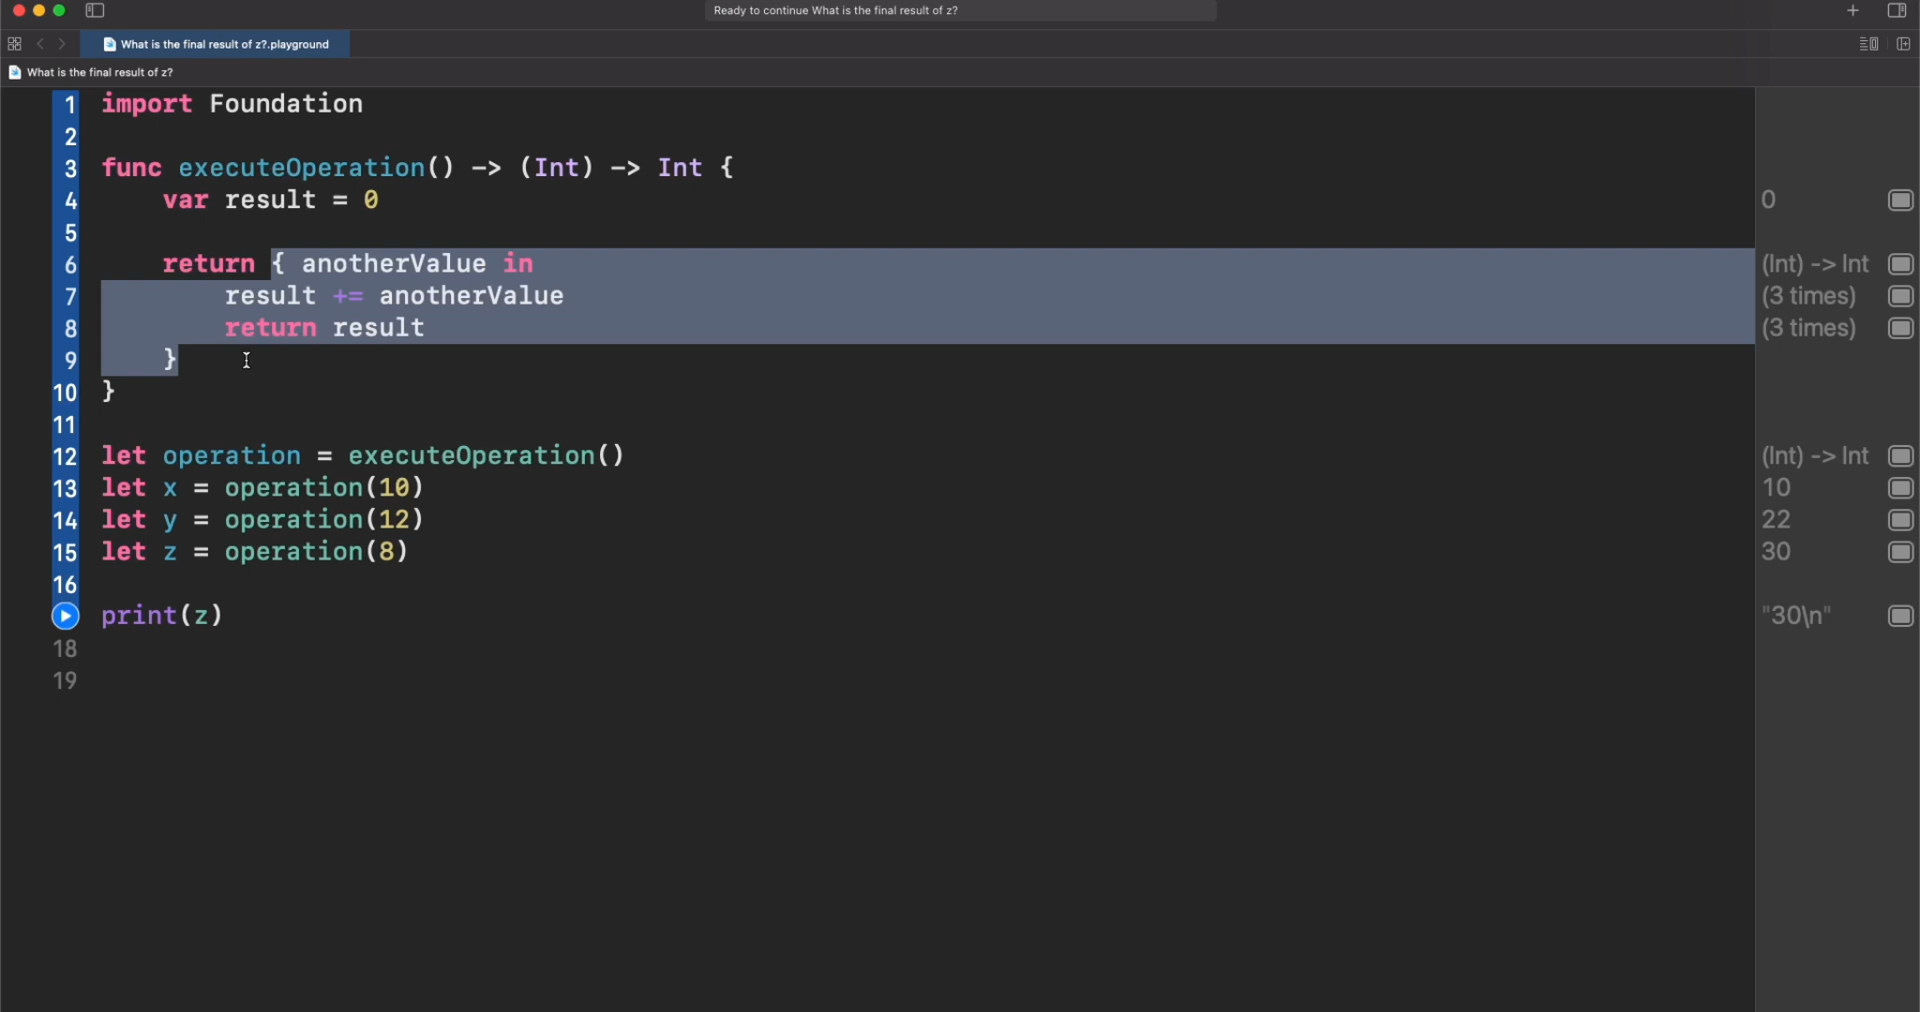 Ready to continue What is the final result of z?
What is the final result of z?.playground
What is the final result of z?
1 import Foundation
2
3 func executeOperation() -> (Int) -> Int {
4 var result = 0 0
5
6 return { anotherValue in (Int) -> Int
7 result += anotherValue (3 times)
8 return result (3 times)
9 }
10 }
11
12 let operation = executeOperation() (Int) -> Int
13 let x = operation(10) 10
14 let y = operation(12) 22
15 let z = operation(8) 30
16
print(z) "30\n"
18
19